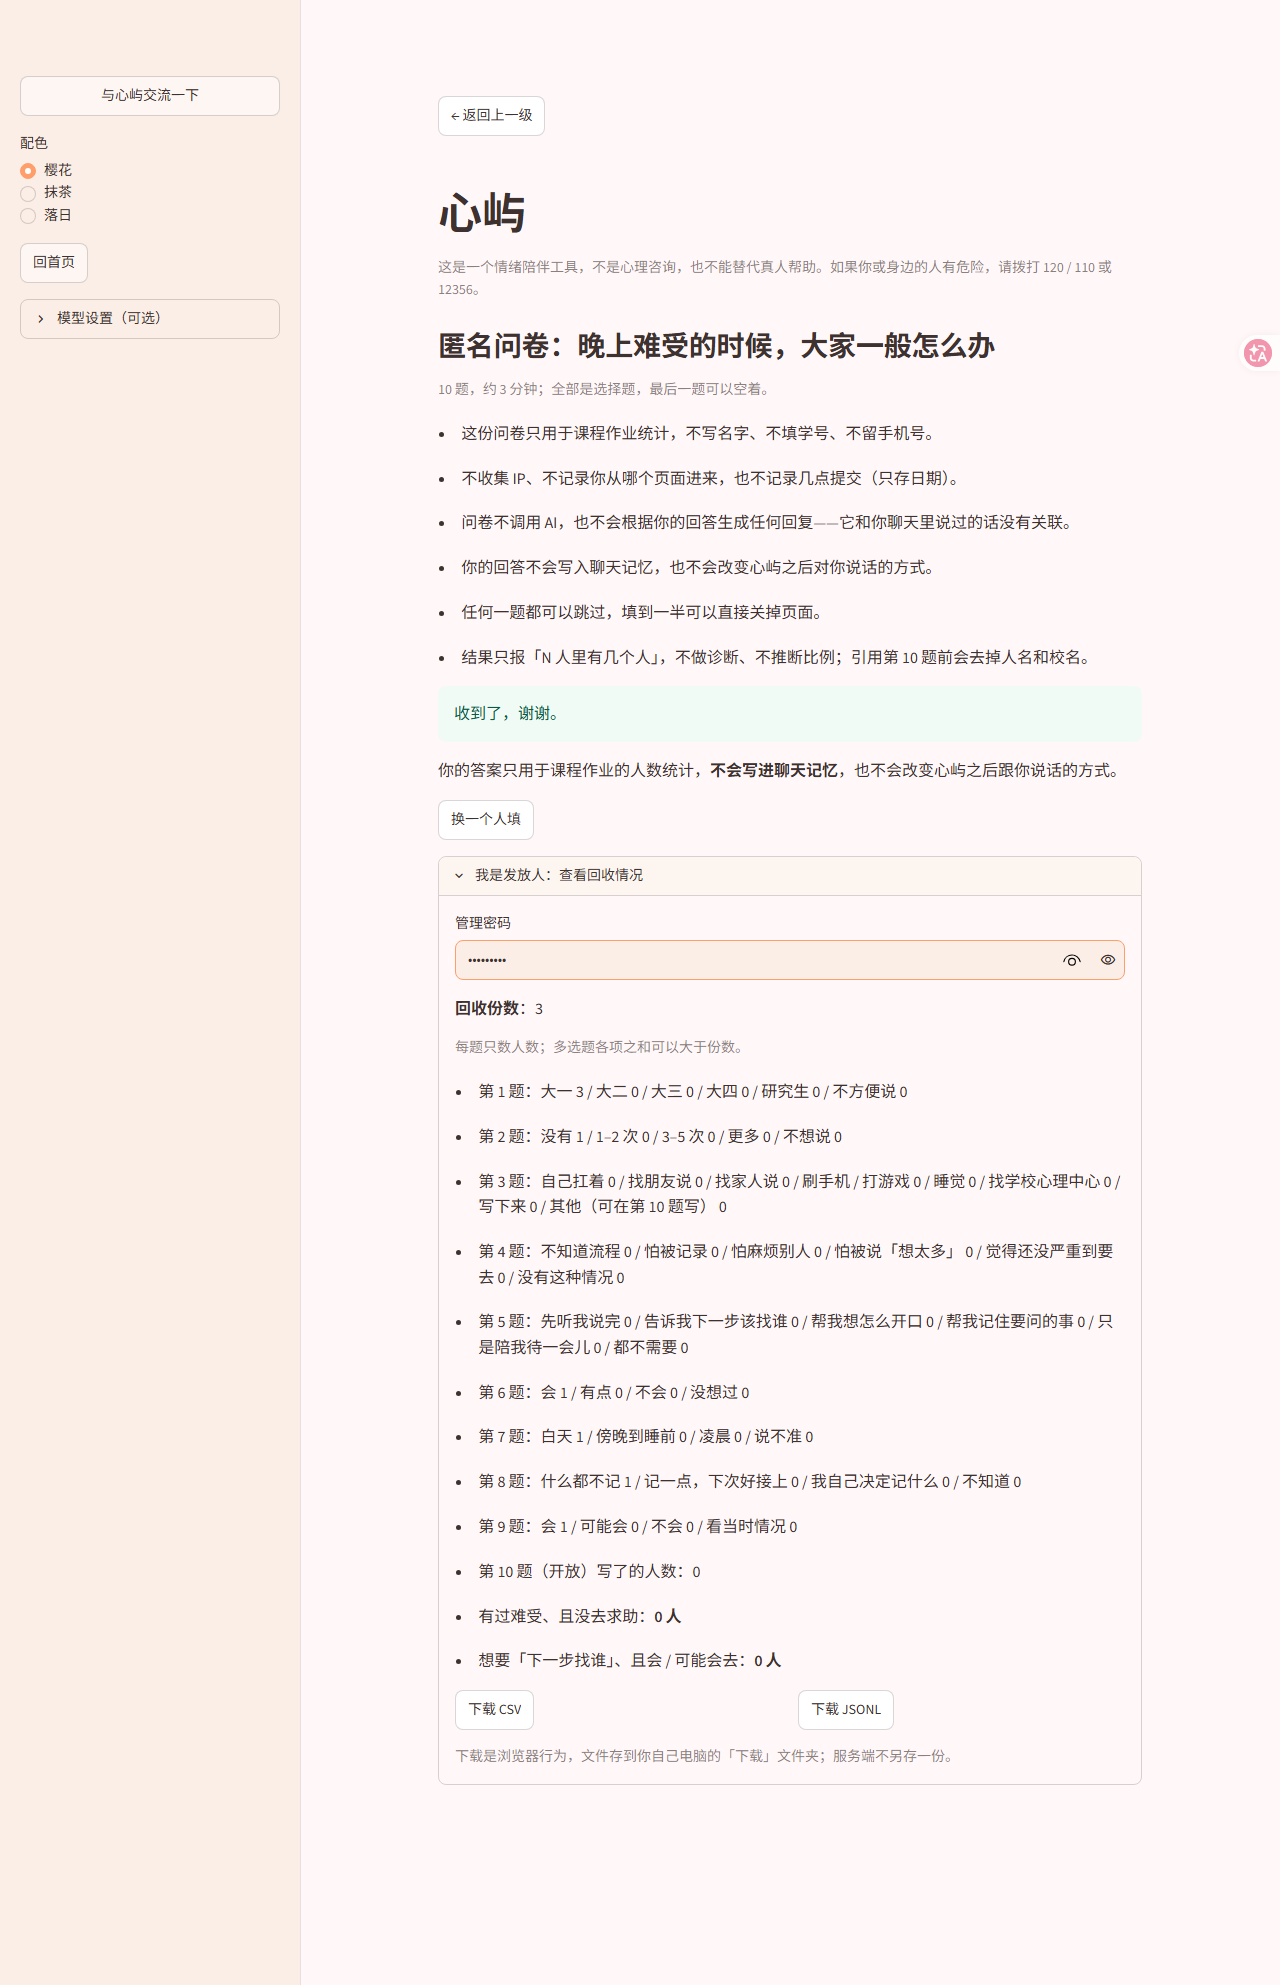 与心屿交流一下
配色
樱花
抹茶
落日
回首页
模型设置（可选）
← 返回上一级
心屿
这是一个情绪陪伴工具，不是心理咨询，也不能替代真人帮助。如果你或身边的人有危险，请拨打 120 / 110 或
12356。
匿名问卷：晚上难受的时候，大家一般怎么办
10 题，约 3 分钟；全部是选择题，最后一题可以空着。
• 这份问卷只用于课程作业统计，不写名字、不填学号、不留手机号。
• 不收集 IP、不记录你从哪个页面进来，也不记录几点提交（只存日期）。
• 问卷不调用 AI，也不会根据你的回答生成任何回复——它和你聊天里说过的话没有关联。
• 你的回答不会写入聊天记忆，也不会改变心屿之后对你说话的方式。
• 任何一题都可以跳过，填到一半可以直接关掉页面。
• 结果只报「N 人里有几个人」，不做诊断、不推断比例；引用第 10 题前会去掉人名和校名。
收到了，谢谢。
你的答案只用于课程作业的人数统计，不会写进聊天记忆，也不会改变心屿之后跟你说话的方式。
换一个人填
我是发放人：查看回收情况
管理密码
•••••••••
回收份数：3
每题只数人数；多选题各项之和可以大于份数。
• 第 1 题：大一 3 / 大二 0 / 大三 0 / 大四 0 / 研究生 0 / 不方便说 0
• 第 2 题：没有 1 / 1–2 次 0 / 3–5 次 0 / 更多 0 / 不想说 0
• 第 3 题：自己扛着 0 / 找朋友说 0 / 找家人说 0 / 刷手机 / 打游戏 0 / 睡觉 0 / 找学校心理中心 0 /
写下来 0 / 其他（可在第 10 题写） 0
• 第 4 题：不知道流程 0 / 怕被记录 0 / 怕麻烦别人 0 / 怕被说「想太多」 0 / 觉得还没严重到要
去 0 / 没有这种情况 0
• 第 5 题：先听我说完 0 / 告诉我下一步该找谁 0 / 帮我想怎么开口 0 / 帮我记住要问的事 0 / 只
是陪我待一会儿 0 / 都不需要 0
• 第 6 题：会 1 / 有点 0 / 不会 0 / 没想过 0
• 第 7 题：白天 1 / 傍晚到睡前 0 / 凌晨 0 / 说不准 0
• 第 8 题：什么都不记 1 / 记一点，下次好接上 0 / 我自己决定记什么 0 / 不知道 0
• 第 9 题：会 1 / 可能会 0 / 不会 0 / 看当时情况 0
• 第 10 题（开放）写了的人数：0
• 有过难受、且没去求助：0 人
• 想要「下一步找谁」、且会 / 可能会去：0 人
下载 CSV
下载 JSONL
下载是浏览器行为，文件存到你自己电脑的「下载」文件夹；服务端不另存一份。